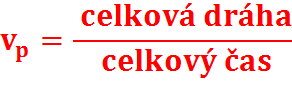 vₚ = celková dráha
celkový čas